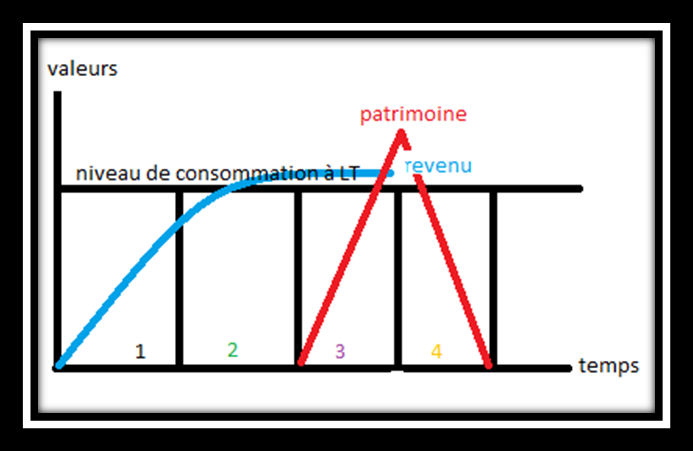 valeurs
patrimoine
niveau de consommation à LT
revenu
1
2
3
4
temps